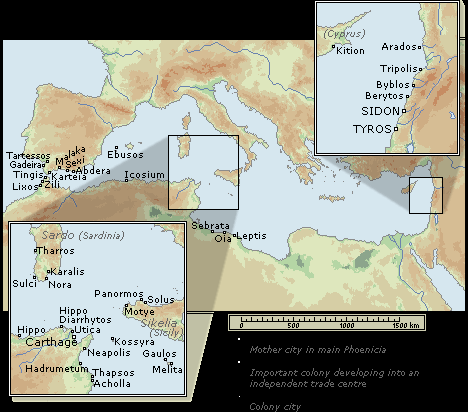 (Cyprus)
Kition
Arados
Tripolis
Byblos
Berytos
SIDON
TYROS
Tartessos
Gadeira
Malaka
Sexi
Abdera
Tingis
Karteia
Lixos
Zili
Ebusos
Icosium
Sebrata
Oia
Leptis
Sardo (Sardinia)
Tharros
Karalis
Sulci
Nora
Panormos
Solus
Motye
Sikelia
(Sicily)
Hippo
Diarrhytos
Hippo
Utica
Carthage
Kossyra
Neapolis
Gaulos
Melita
Hadrumetum
Thapsos
Acholla
0 500 1000 1500 km
Mother city in main Phoenicia
Important colony developing into an
independent trade centre
Colony city